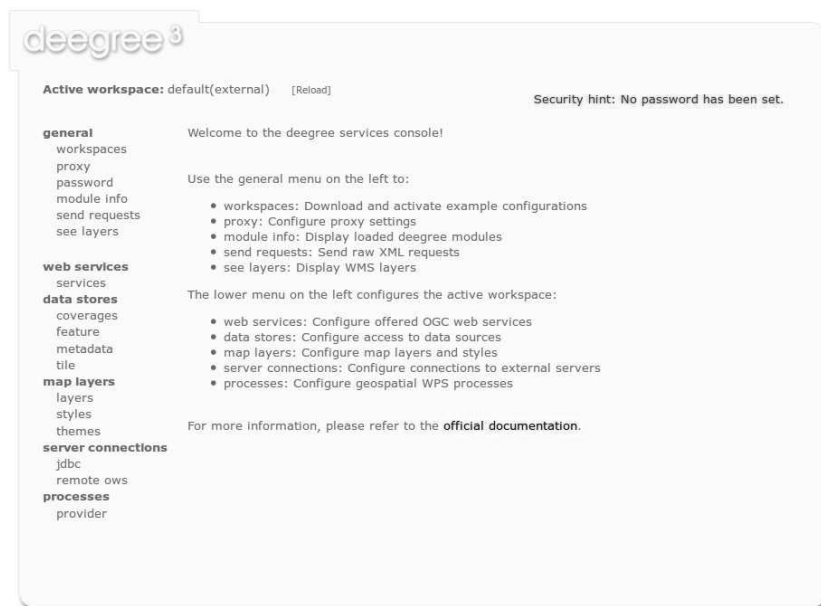 deegree 3
Active workspace: default(external) [Reload]
Security hint: No password has been set.
general
workspaces
proxy
password
module info
send requests
see layers
web services
services
data stores
coverages
feature
metadata
tile
map layers
layers
styles
themes
server connections
jdbc
remote ows
processes
provider
Welcome to the deegree services console!
Use the general menu on the left to:
• workspaces: Download and activate example configurations
• proxy: Configure proxy settings
• module info: Display loaded deegree modules
• send requests: Send raw XML requests
• see layers: Display WMS layers
The lower menu on the left configures the active workspace:
• web services: Configure offered OGC web services
• data stores: Configure access to data sources
• map layers: Configure map layers and styles
• server connections: Configure connections to external servers
• processes: Configure geospatial WPS processes
For more information, please refer to the official documentation.